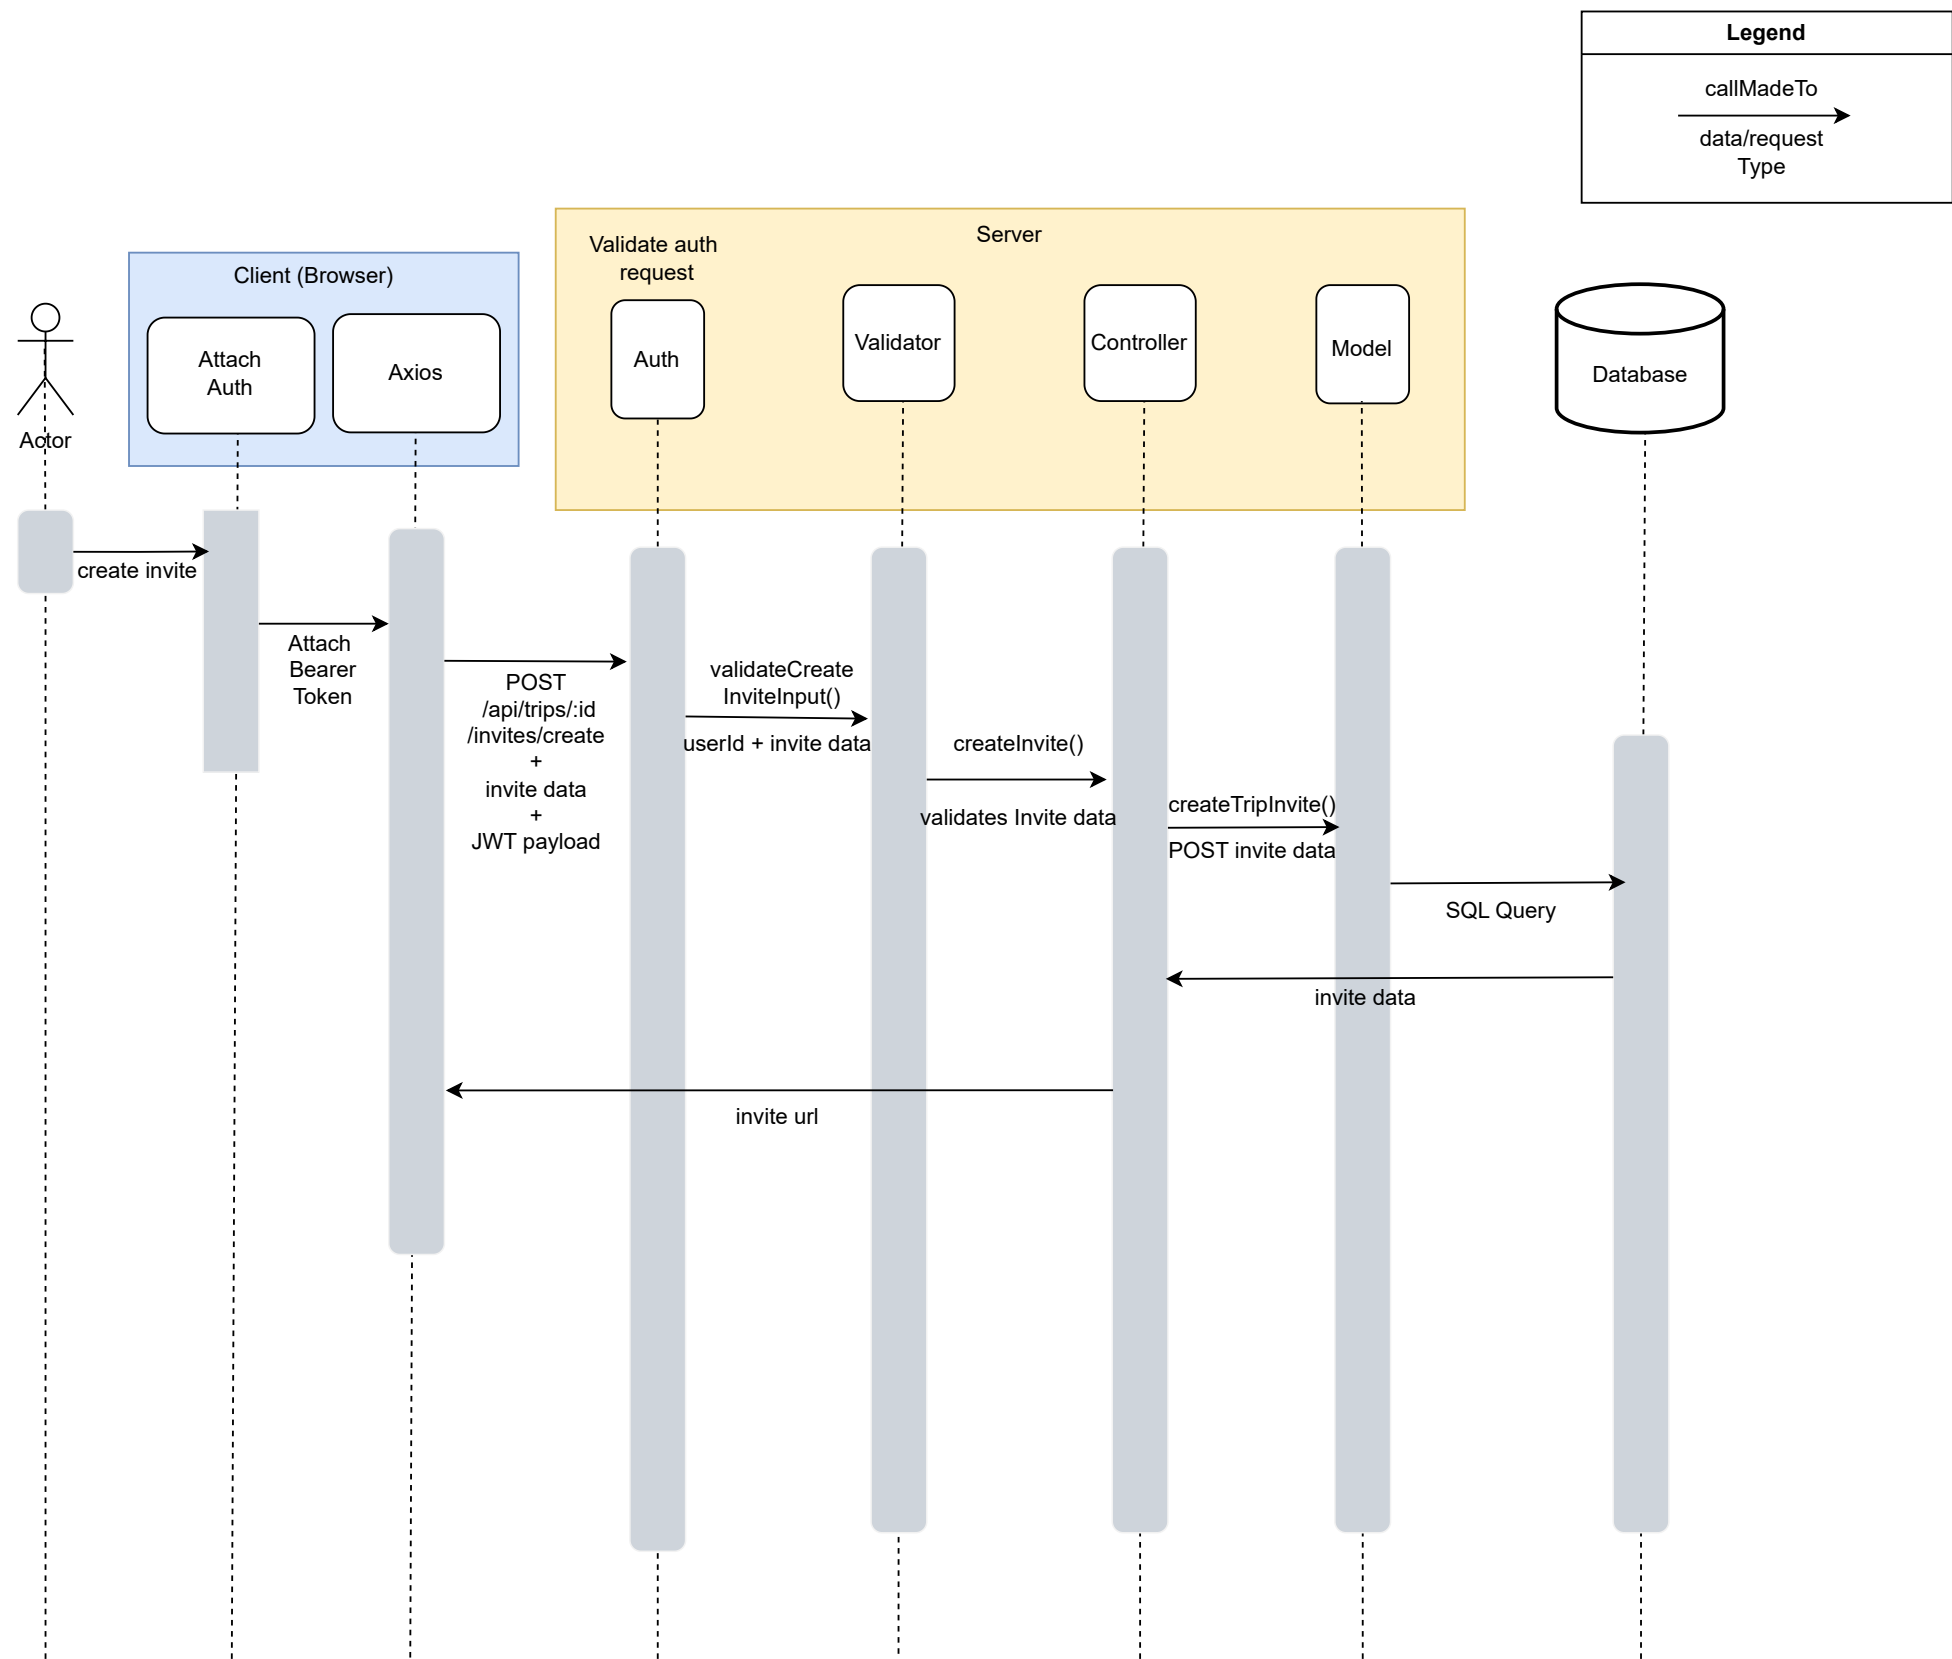 Legend
callMadeTo
data/request
Type
Server
Validate auth
request
Client (Browser)
Attach
Auth
Axios
Auth
Validator
Controller
Model
Database
Actor
create invite
Attach
Bearer
Token
POST
/api/trips/:id
/invites/create
+
invite data
+
JWT payload
validateCreate
InviteInput()
userId + invite data
createInvite()
validates Invite data
createTripInvite()
POST invite data
SQL Query
invite data
invite url